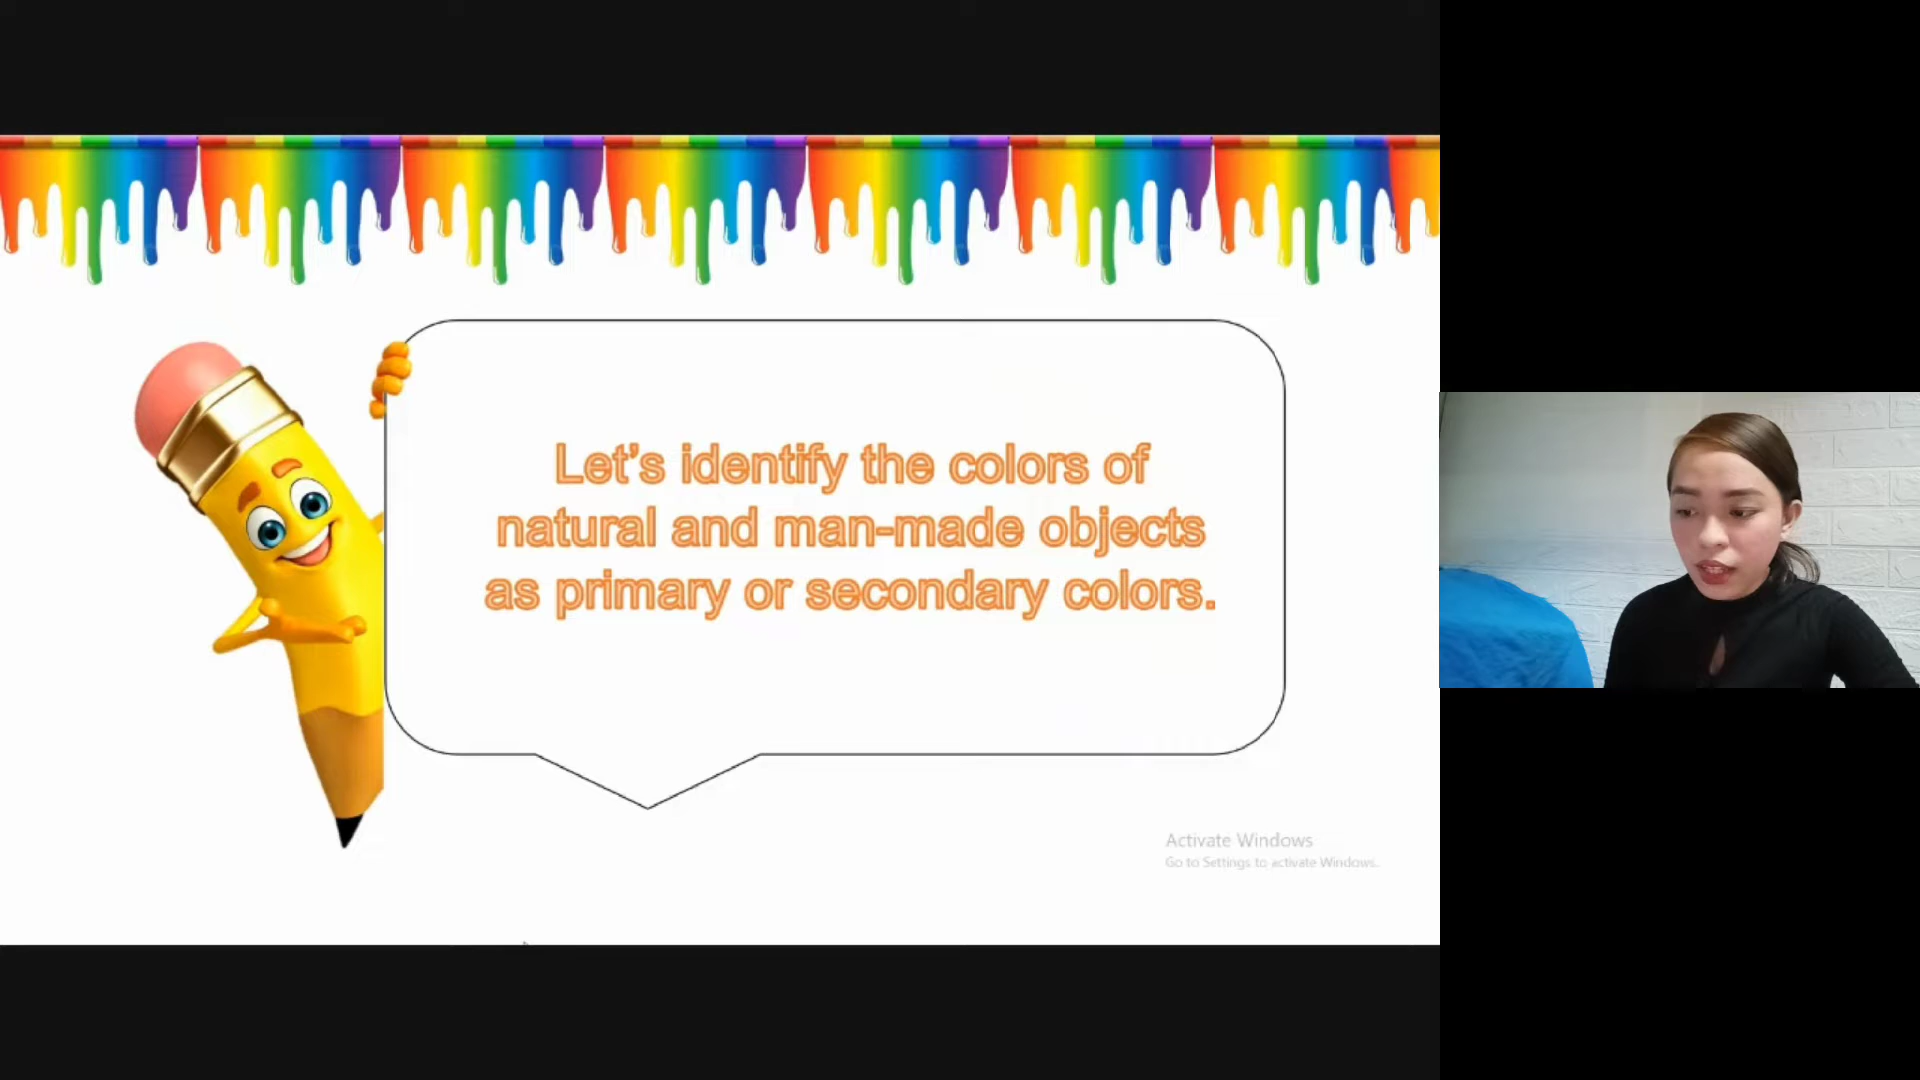 Let’s identify the colors of
natural and man-made objects
as primary or secondary colors.
Activate Windows
Go to Settings to activate Windows.